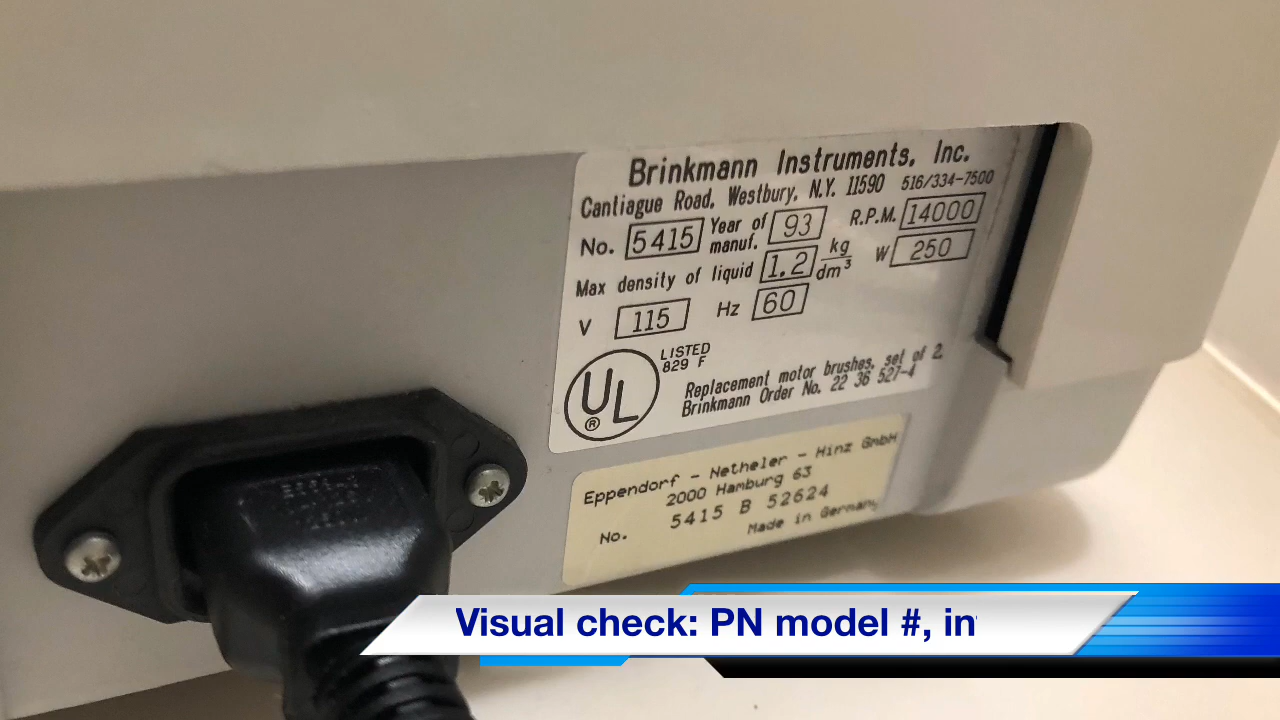 Brinkmann Instruments, Inc.
Cantiague Road, Westbury, N.Y. 11590 516/334-7500
No. 5415 Year of manuf. 93 R.P.M. 14000
Max density of liquid 1.2 kg/dm³ W 250
V 115 Hz 60
UL ® LISTED
829 F
Replacement motor brushes, set of 2,
Brinkmann Order No. 22 36 527-4
Eppendorf - Netheler - Hinz GmbH
2000 Hamburg 63
No. 5415 B 52624
Made in Germany
Visual check: PN model #,